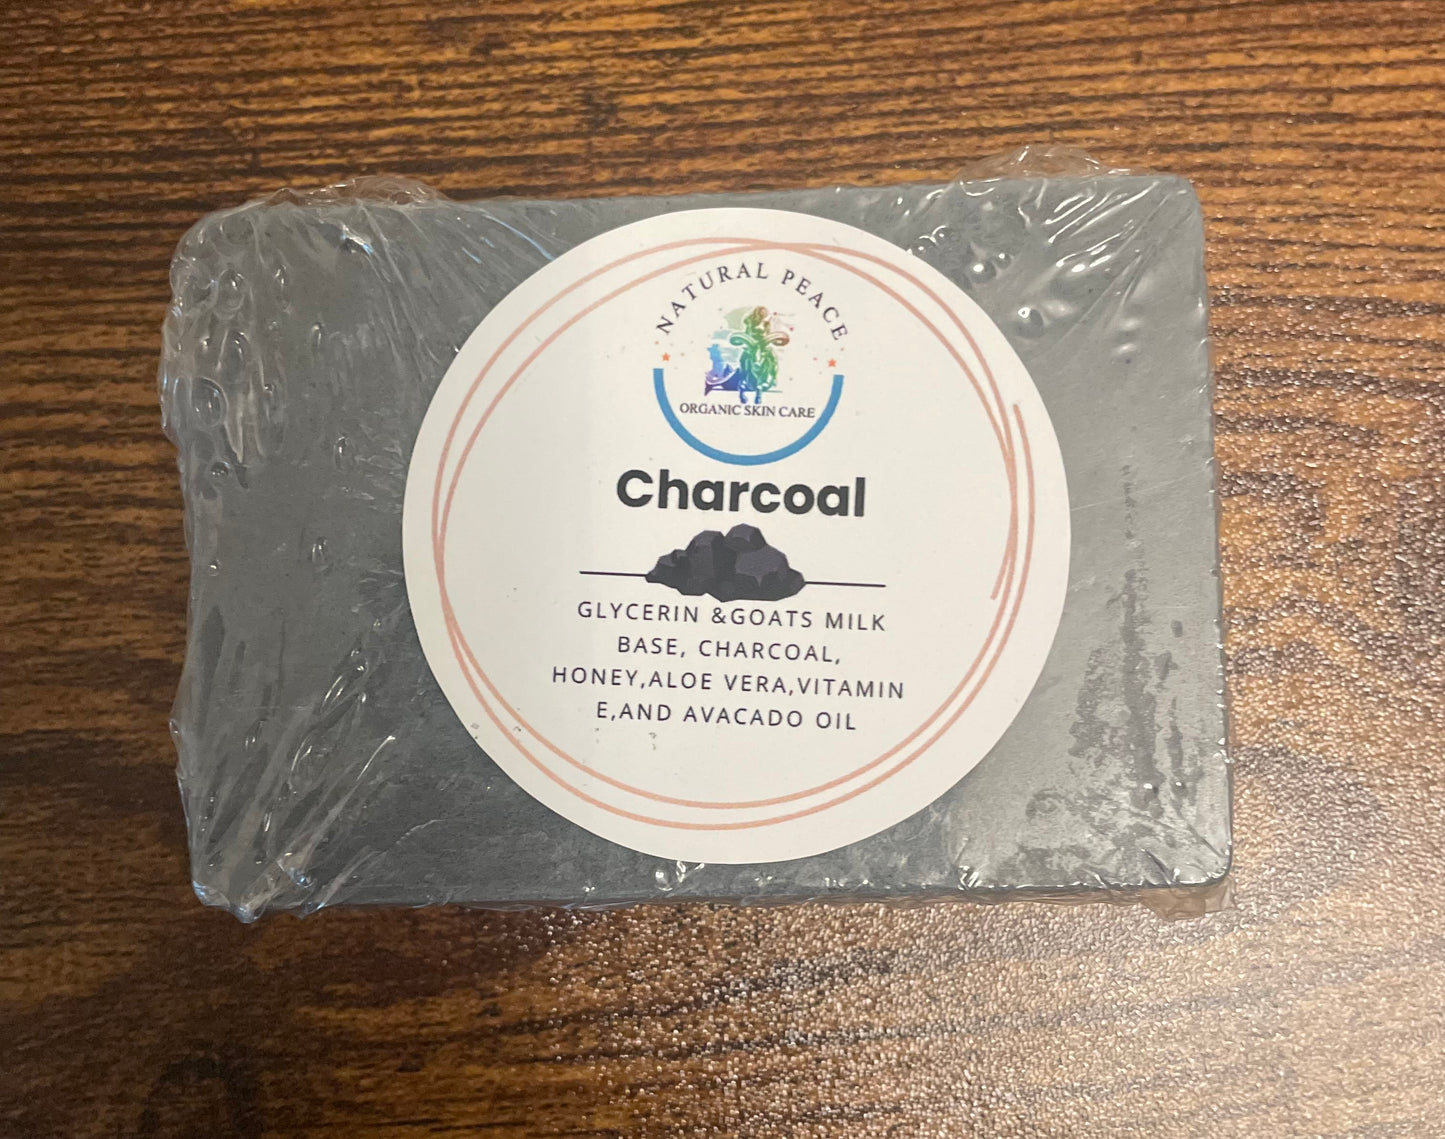 NATURAL PEACE
ORGANIC SKIN CARE
Charcoal
GLYCERIN &GOATS MILK
BASE, CHARCOAL,
HONEY,ALOE VERA,VITAMIN
E,AND AVACADO OIL